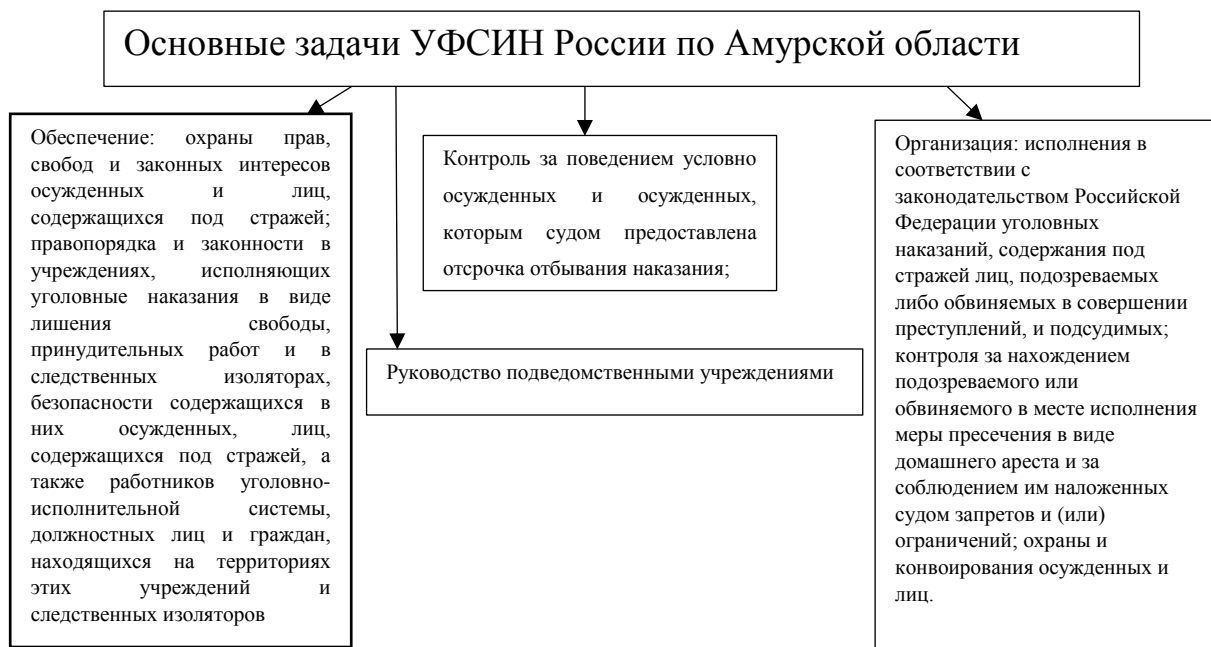 Основные задачи УФСИН России по Амурской области
Обеспечение: охраны прав,
свобод и законных интересов
осужденных и лиц,
содержащихся под стражей;
правопорядка и законности в
учреждениях, исполняющих
уголовные наказания в виде
лишения свободы,
принудительных работ и в
следственных изоляторах,
безопасности содержащихся в
них осужденных, лиц,
содержащихся под стражей, а
также работников уголовно-
исполнительной системы,
должностных лиц и граждан,
находящихся на территориях
этих учреждений и
следственных изоляторов
Контроль за поведением условно
осужденных и осужденных,
которым судом предоставлена
отсрочка отбывания наказания;
Руководство подведомственными учреждениями
Организация: исполнения в
соответствии с
законодательством Российской
Федерации уголовных
наказаний, содержания под
стражей лиц, подозреваемых
либо обвиняемых в совершении
преступлений, и подсудимых;
контроля за нахождением
подозреваемого или
обвиняемого в месте исполнения
меры пресечения в виде
домашнего ареста и за
соблюдением им наложенных
судом запретов и (или)
ограничений; охраны и
конвоирования осужденных и
лиц.